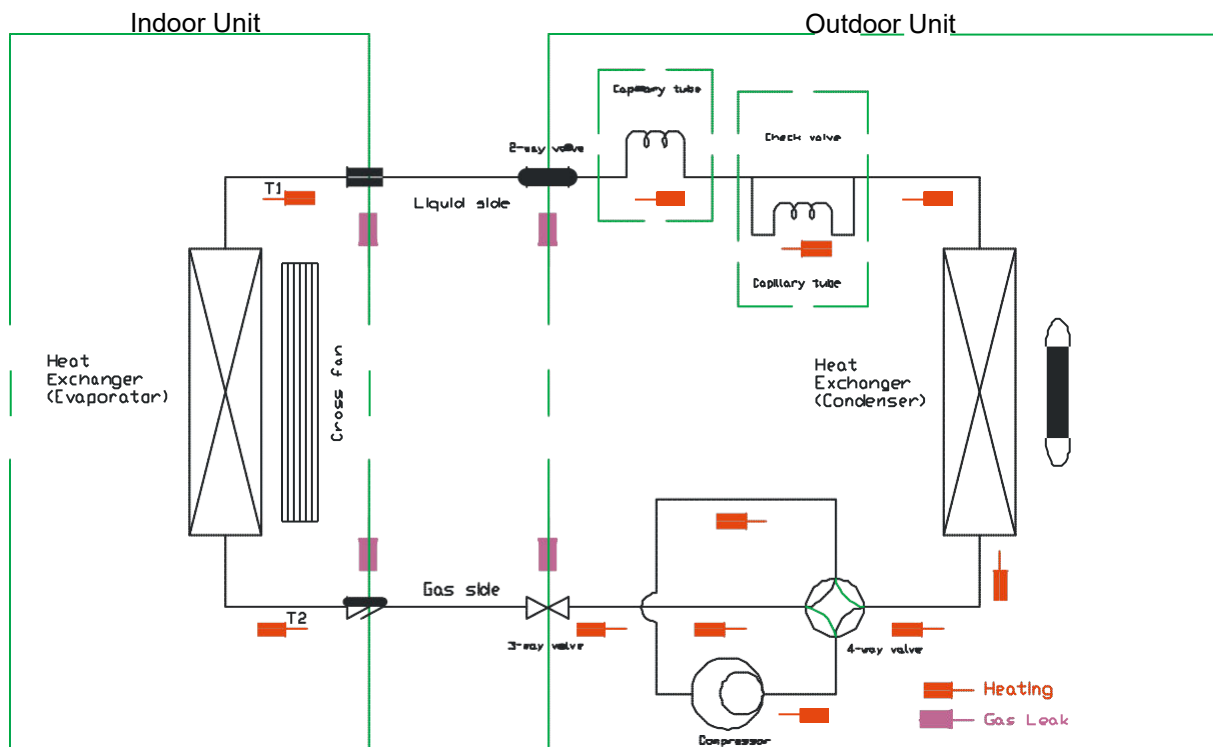 Indoor Unit
Outdoor Unit
Capillary tube
Check valve
2-way valve
T1
Liquid side
Capillary tube
Heat
Exchanger
(Evaporator)
Cross fan
Heat
Exchanger
(Condenser)
Gas side
T2
3-way valve
4-way valve
Heating
Gas Leak
Compressor